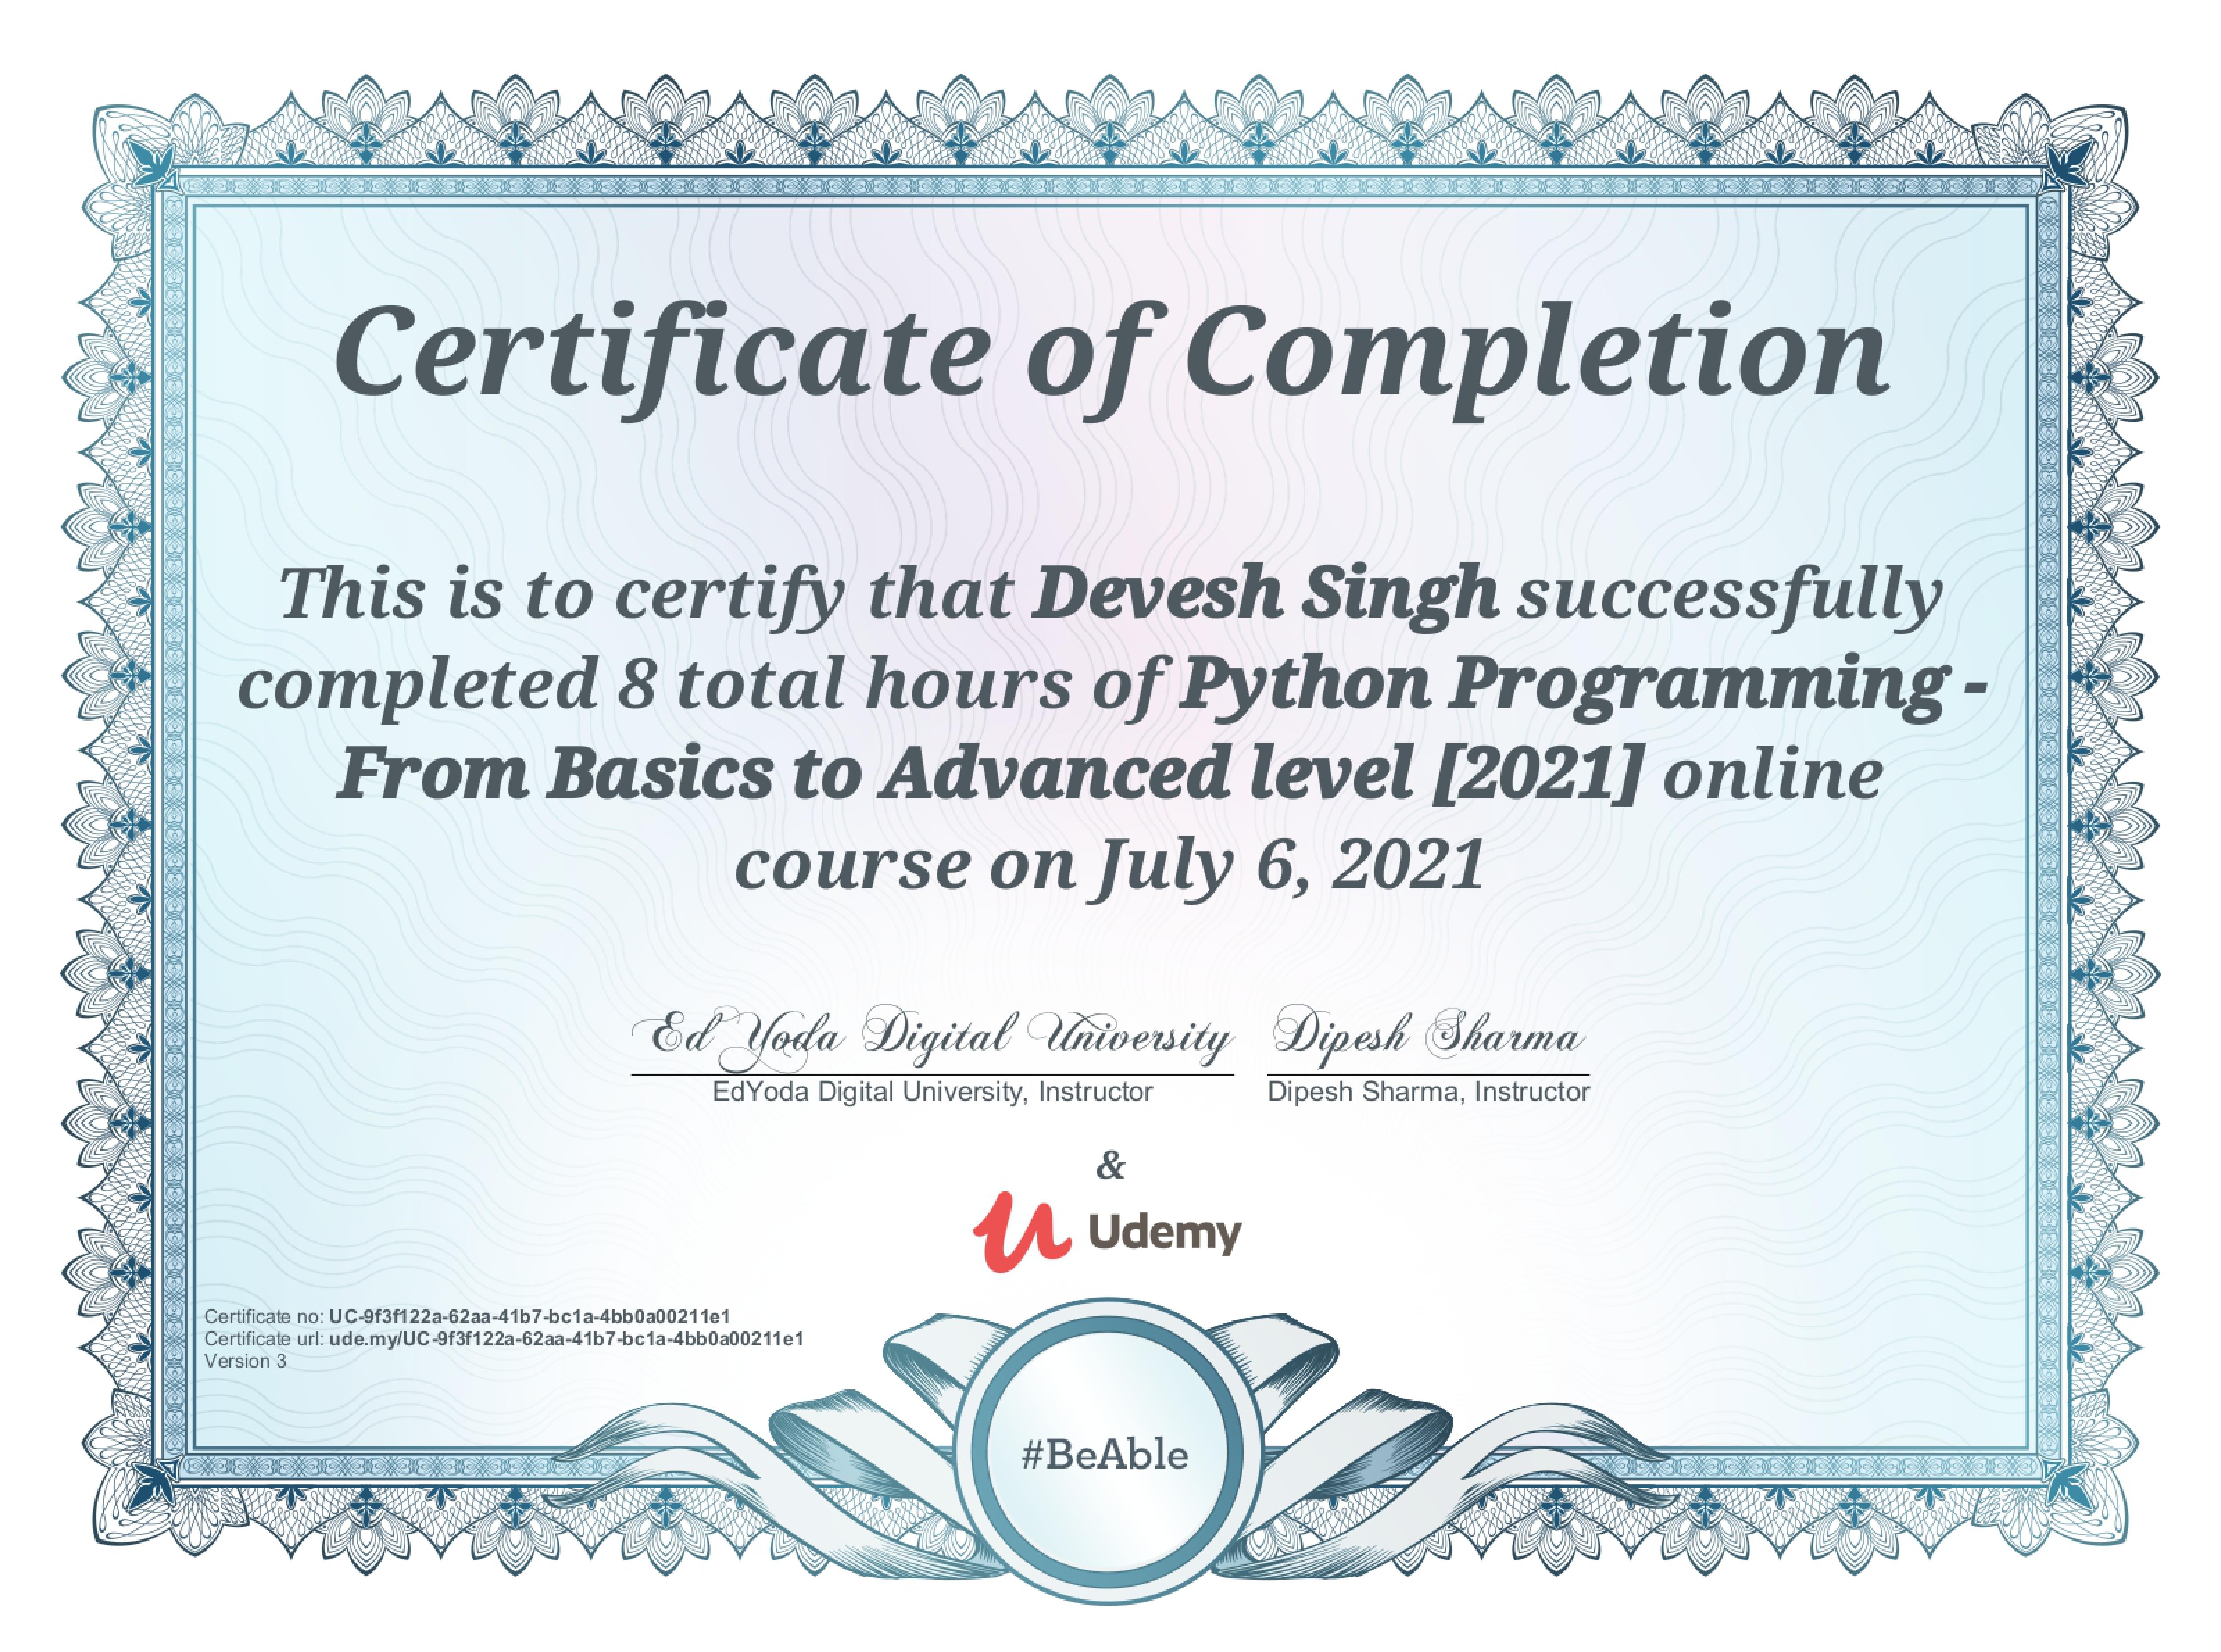 Certificate of Completion
This is to certify that Devesh Singh successfully
completed 8 total hours of Python Programming -
From Basics to Advanced level [2021] online
course on July 6, 2021
Ed Yoda Digital University Dipesh Sharma
EdYoda Digital University, Instructor Dipesh Sharma, Instructor
&
Udemy
Certificate no: UC-9f3f122a-62aa-41b7-bc1a-4bb0a00211e1
Certificate url: ude.my/UC-9f3f122a-62aa-41b7-bc1a-4bb0a00211e1
Version 3
#BeAble